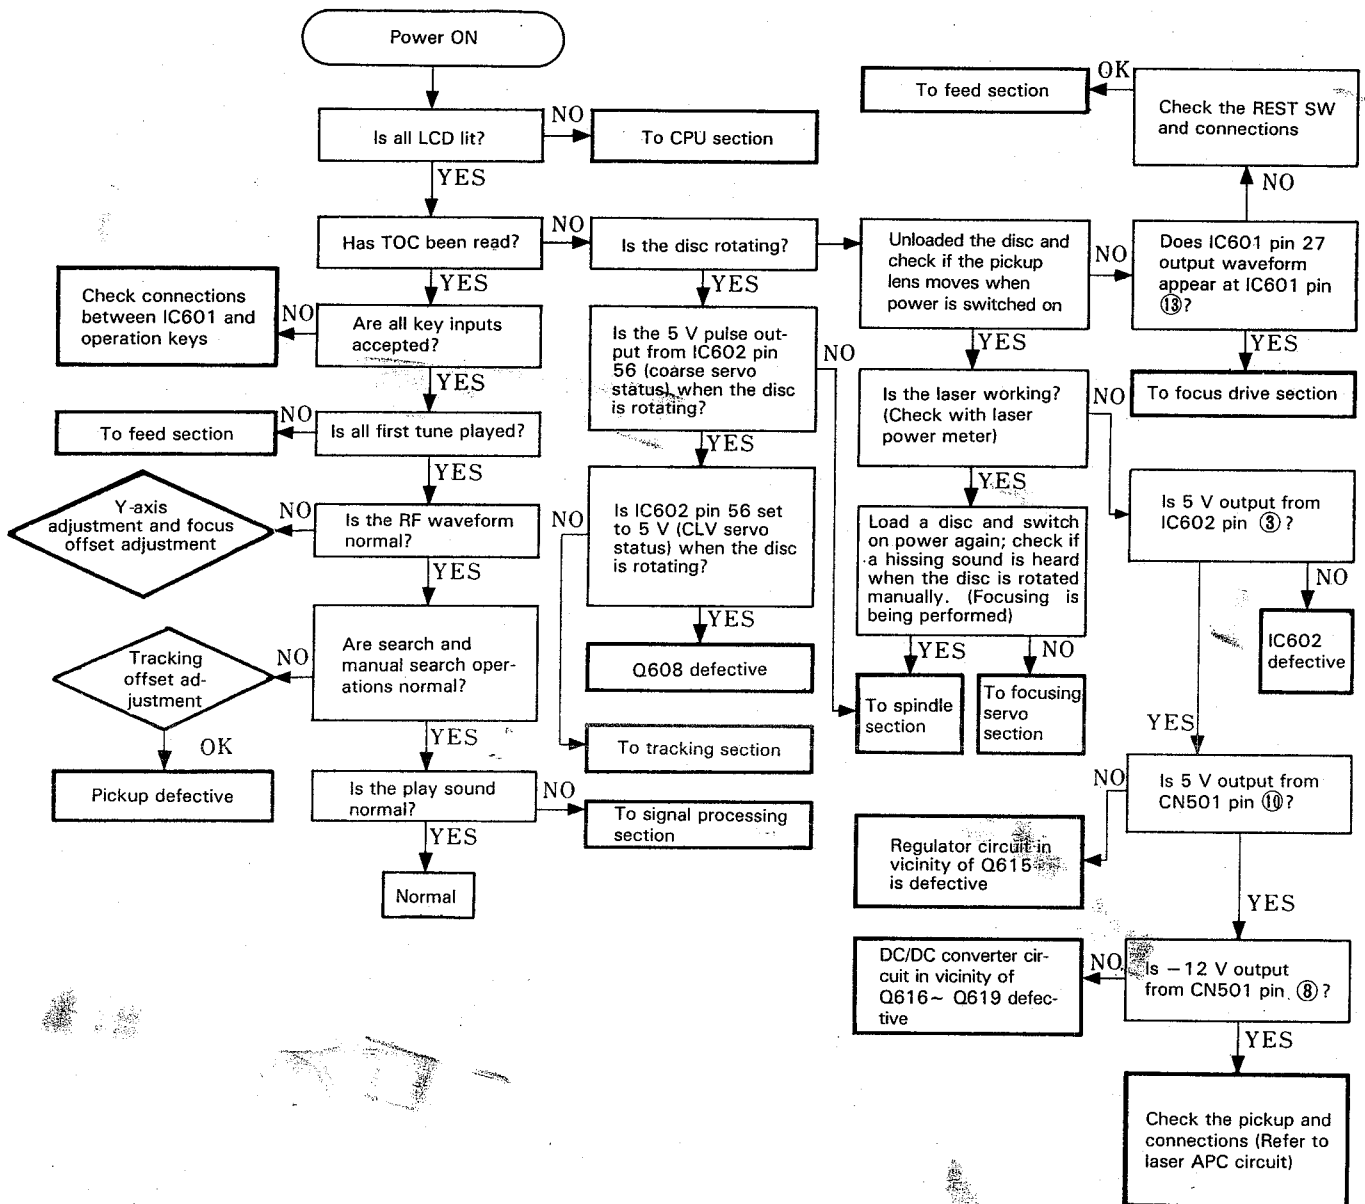 Power ON
Is all LCD lit?
NO
To CPU section
YES
Has TOC been read?
NO
Is the disc rotating?
YES
Check connections
between IC601 and
operation keys
NO
Are all key inputs
accepted?
YES
To feed section
NO
Is all first tune played?
YES
Y-axis
adjustment and focus
offset adjustment
NO
Is the RF waveform
normal?
YES
Tracking
offset ad-
justment
NO
Are search and
manual search oper-
ations normal?
OK
Pickup defective
YES
Is the play sound
normal?
NO
To signal processing
section
YES
Normal
YES
Is the 5 V pulse out-
put from IC602 pin
56 (coarse servo
status) when the disc
is rotating?
NO
YES
Is IC602 pin 56 set
to 5 V (CLV servo
status) when the disc
is rotating?
NO
YES
Q608 defective
To tracking section
Unloaded the disc and
check if the pickup
lens moves when
power is switched on
NO
YES
Is the laser working?
(Check with laser
power meter)
NO
YES
Load a disc and switch
on power again; check if
a hissing sound is heard
when the disc is rotated
manually. (Focusing is
being performed)
YES
NO
To spindle
section
To focusing
servo
section
To feed section
OK
Check the REST SW
and connections
NO
Does IC601 pin 27
output waveform
appear at IC601 pin
⑬?
YES
To focus drive section
Is 5 V output from
IC602 pin ③ ?
NO
IC602
defective
YES
Is 5 V output from
CN501 pin ⑩ ?
NO
Regulator circuit in
vicinity of Q615
is defective
YES
Is −12 V output
from CN501 pin ⑧ ?
NO
DC/DC converter cir-
cuit in vicinity of
Q616~ Q619 defec-
tive
YES
Check the pickup and
connections (Refer to
laser APC circuit)